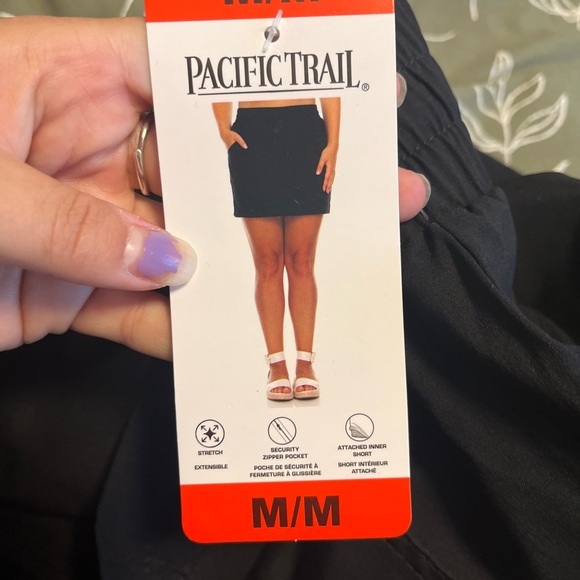 M/M
PACIFIC TRAIL®
STRETCH
EXTENSIBLE
SECURITY
ZIPPER POCKET
POCHE DE SÉCURITÉ À
FERMETURE À GLISSIÈRE
ATTACHED INNER
SHORT
SHORT INTÉRIEUR
ATTACHÉ
M/M